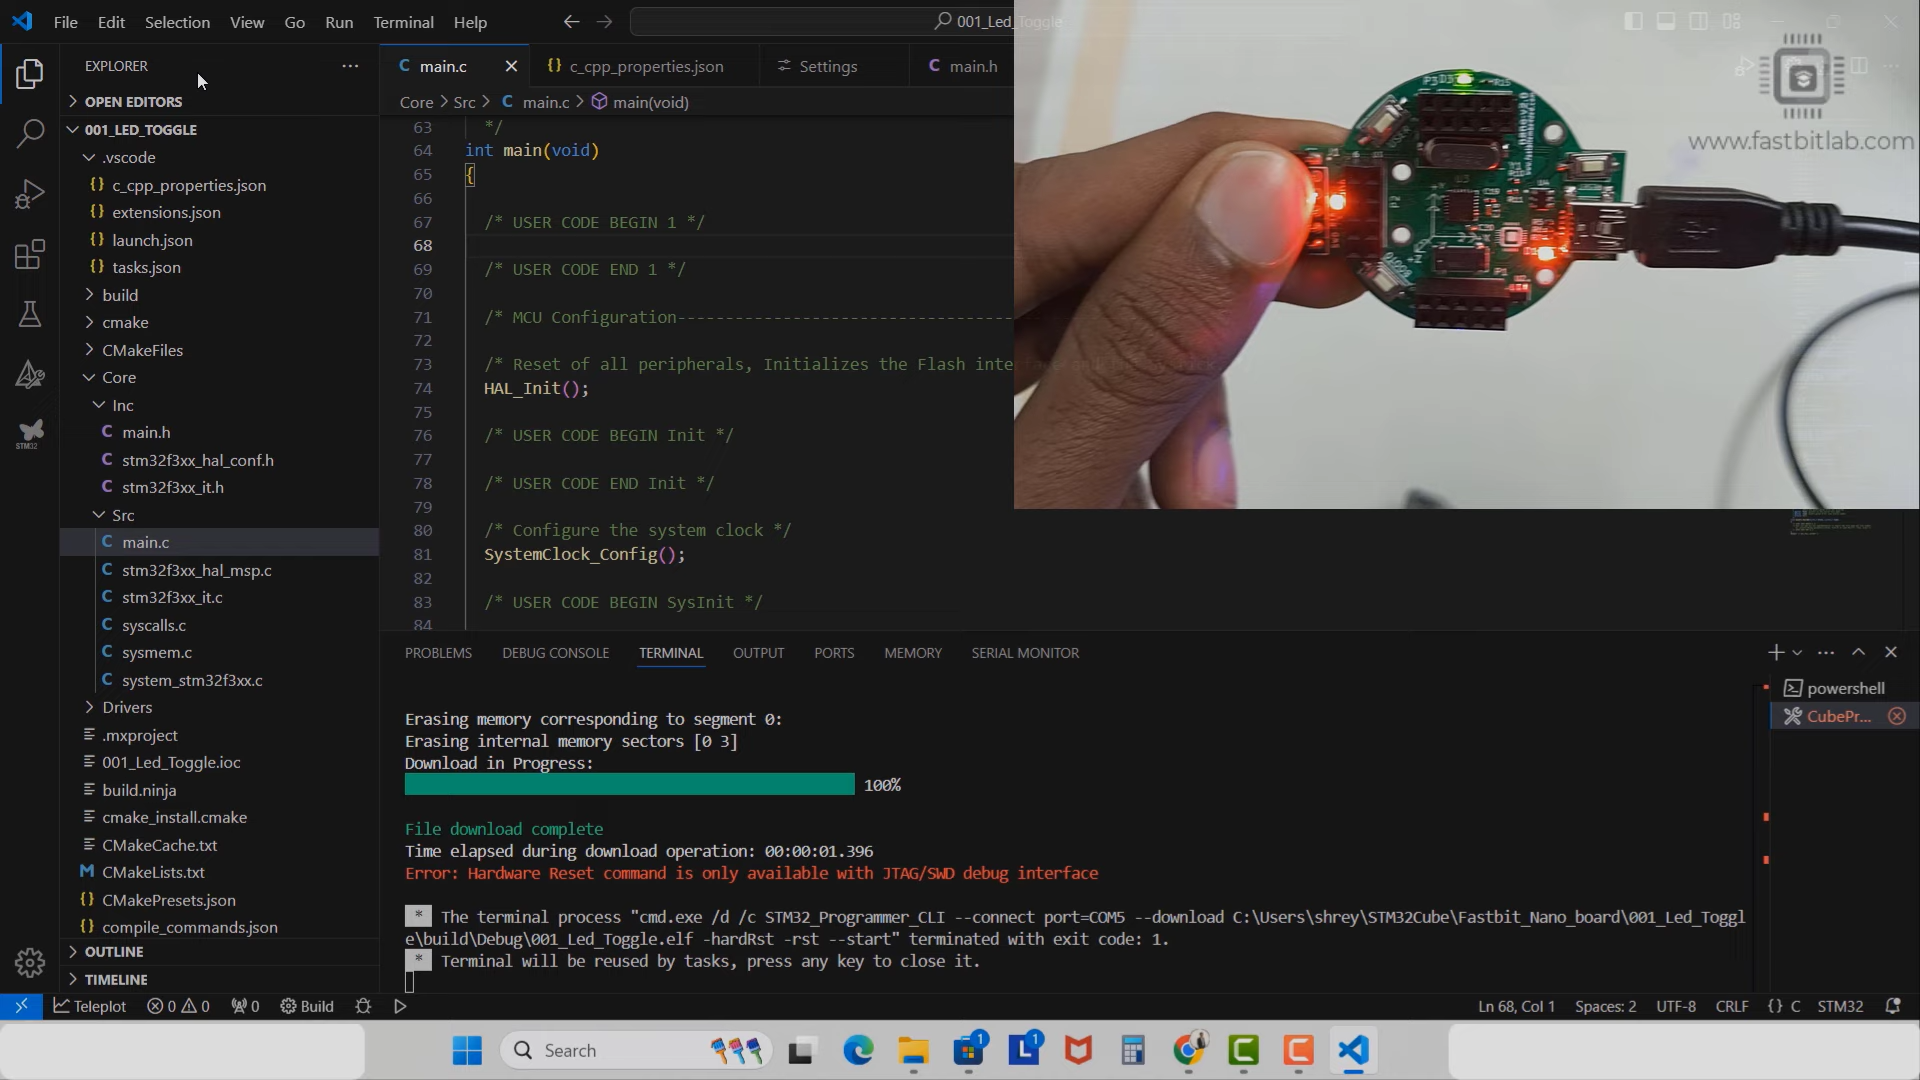 File Edit Selection View Go Run Terminal Help
001_Led_Toggle
EXPLORER
OPEN EDITORS
001_LED_TOGGLE
.vscode
c_cpp_properties.json
extensions.json
launch.json
tasks.json
build
cmake
CMakeFiles
Core
Inc
main.h
stm32f3xx_hal_conf.h
stm32f3xx_it.h
Src
main.c
stm32f3xx_hal_msp.c
stm32f3xx_it.c
syscalls.c
sysmem.c
system_stm32f3xx.c
Drivers
.mxproject
001_Led_Toggle.ioc
build.ninja
cmake_install.cmake
CMakeCache.txt
CMakeLists.txt
CMakePresets.json
compile_commands.json
OUTLINE
TIMELINE
STM32
main.c c_cpp_properties.json Settings main.h
Core > Src > main.c > main(void)
63 */
64 int main(void)
65 {
66
67 /* USER CODE BEGIN 1 */
68
69 /* USER CODE END 1 */
70
71 /* MCU Configuration-----------------------------------
72
73 /* Reset of all peripherals, Initializes the Flash
74 HAL_Init();
75
76 /* USER CODE BEGIN Init */
77
78 /* USER CODE END Init */
79
80 /* Configure the system clock */
81 SystemClock_Config();
82
83 /* USER CODE BEGIN SysInit */
84
www.fastbitlab.com
PROBLEMS DEBUG CONSOLE TERMINAL OUTPUT PORTS MEMORY SERIAL MONITOR
powershell
CubePr...
Erasing memory corresponding to segment 0:
Erasing internal memory sectors [0 3]
Download in Progress:
100%
File download complete
Time elapsed during download operation: 00:00:01.396
Error: Hardware Reset command is only available with JTAG/SWD debug interface
* The terminal process "cmd.exe /d /c STM32_Programmer_CLI --connect port=COM5 --download C:\Users\shrey\STM32Cube\Fastbit_Nano_board\001_Led_Toggl
e\build\Debug\001_Led_Toggle.elf -hardRst -rst --start" terminated with exit code: 1.
* Terminal will be reused by tasks, press any key to close it.
Teleplot 0 0 0 Build
Ln 68, Col 1 Spaces: 2 UTF-8 CRLF {} C STM32
Search
1
1